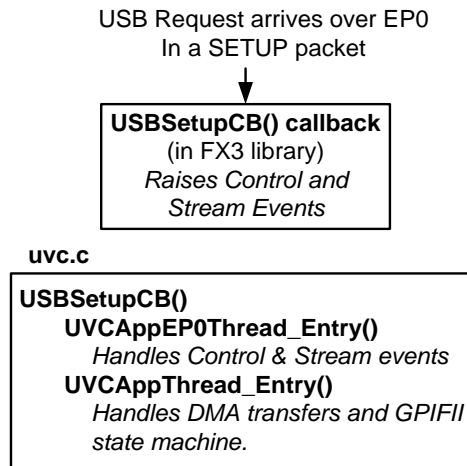 USB Request arrives over EP0
In a SETUP packet
USBSetupCB() callback
(in FX3 library)
Raises Control and
Stream Events
uvc.c
USBSetupCB()
UVCAppEP0Thread_Entry()
Handles Control & Stream events
UVCAppThread_Entry()
Handles DMA transfers and GPIFII
state machine.